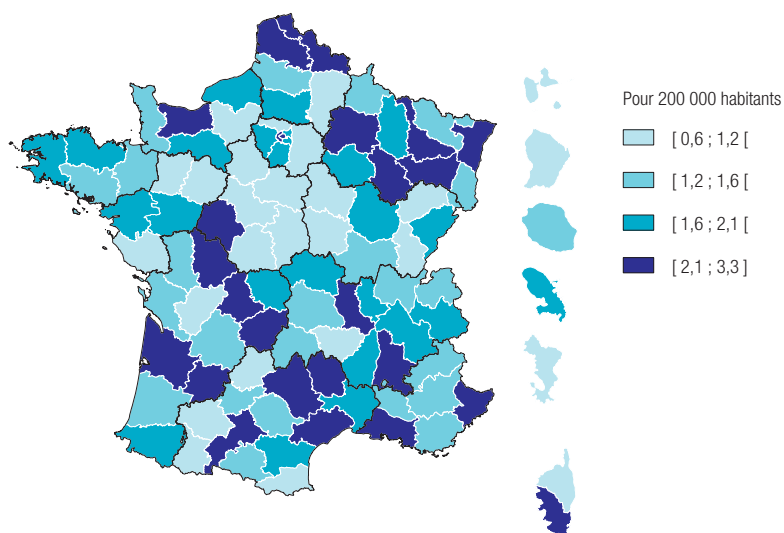 Pour 200 000 habitants
[ 0,6 ; 1,2 [
[ 1,2 ; 1,6 [
[ 1,6 ; 2,1 [
[ 2,1 ; 3,3 ]